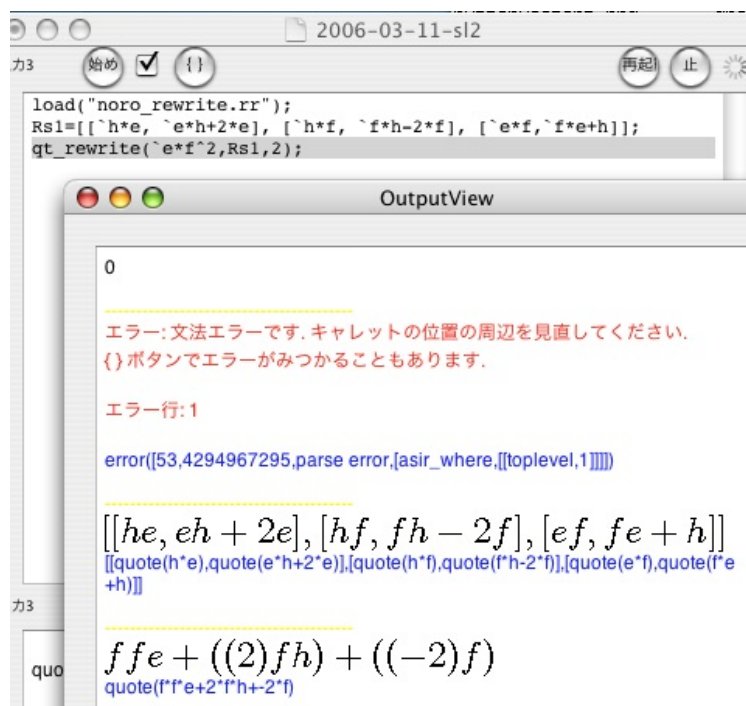 2006-03-11-sl2
力3
始め
{ }
再起
止
load("noro_rewrite.rr");
Rs1=[[`h*e, `e*h+2*e], [`h*f, `f*h-2*f], [`e*f,`f*e+h]];
qt_rewrite(`e*f^2,Rs1,2);
OutputView
0
エラー: 文法エラーです. キャレットの位置の周辺を見直してください.
{ } ボタンでエラーがみつかることもあります.
エラー行: 1
error([53,4294967295,parse error,[asir_where,[[toplevel,1]]]])
[[he, eh + 2e], [hf, fh − 2f], [ef, fe + h]]
[[quote(h*e),quote(e*h+2*e)],[quote(h*f),quote(f*h-2*f)],[quote(e*f),quote(f*e
+h)]]
力3
ffe + ((2)fh) + ((−2)f)
quo
quote(f*f*e+2*f*h+-2*f)